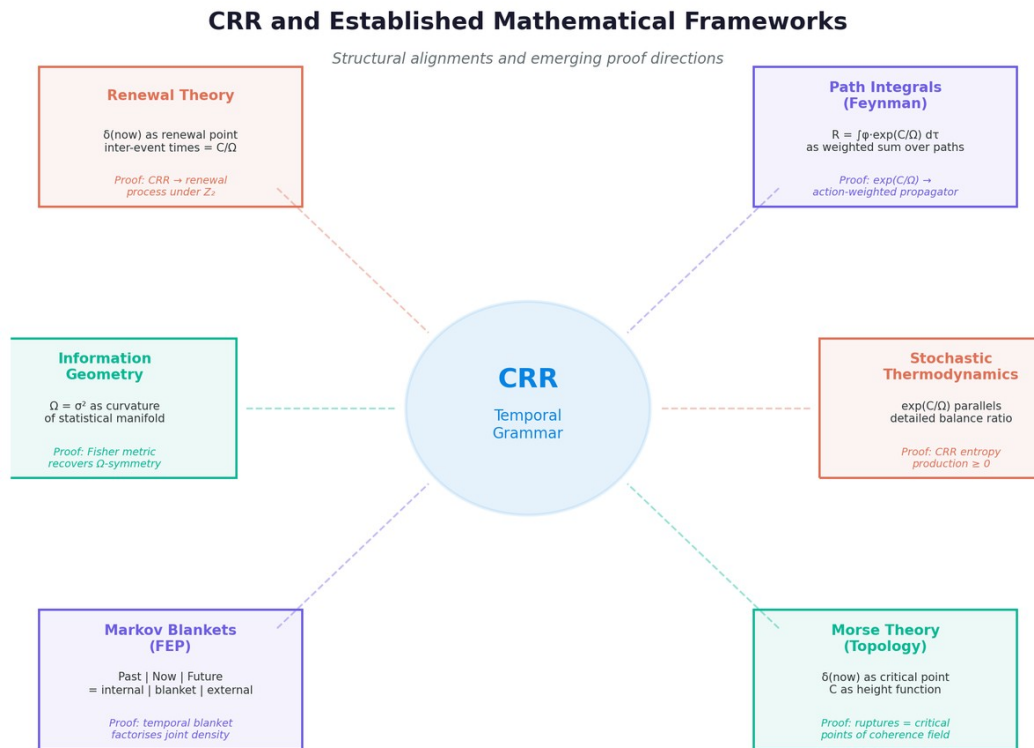 CRR and Established Mathematical Frameworks
Structural alignments and emerging proof directions
Renewal Theory
δ(now) as renewal point
inter-event times = C/Ω
Proof: CRR → renewal
process under Z₂
Path Integrals
(Feynman)
R = ∫φ·exp(C/Ω) dτ
as weighted sum over paths
Proof: exp(C/Ω) →
action-weighted propagator
Information
Geometry
Ω = σ² as curvature
of statistical manifold
Proof: Fisher metric
recovers Ω-symmetry
CRR
Temporal
Grammar
Stochastic
Thermodynamics
exp(C/Ω) parallels
detailed balance ratio
Proof: CRR entropy
production ≥ 0
Markov Blankets
(FEP)
Past | Now | Future
= internal | blanket | external
Proof: temporal blanket
factorises joint density
Morse Theory
(Topology)
δ(now) as critical point
C as height function
Proof: ruptures = critical
points of coherence field